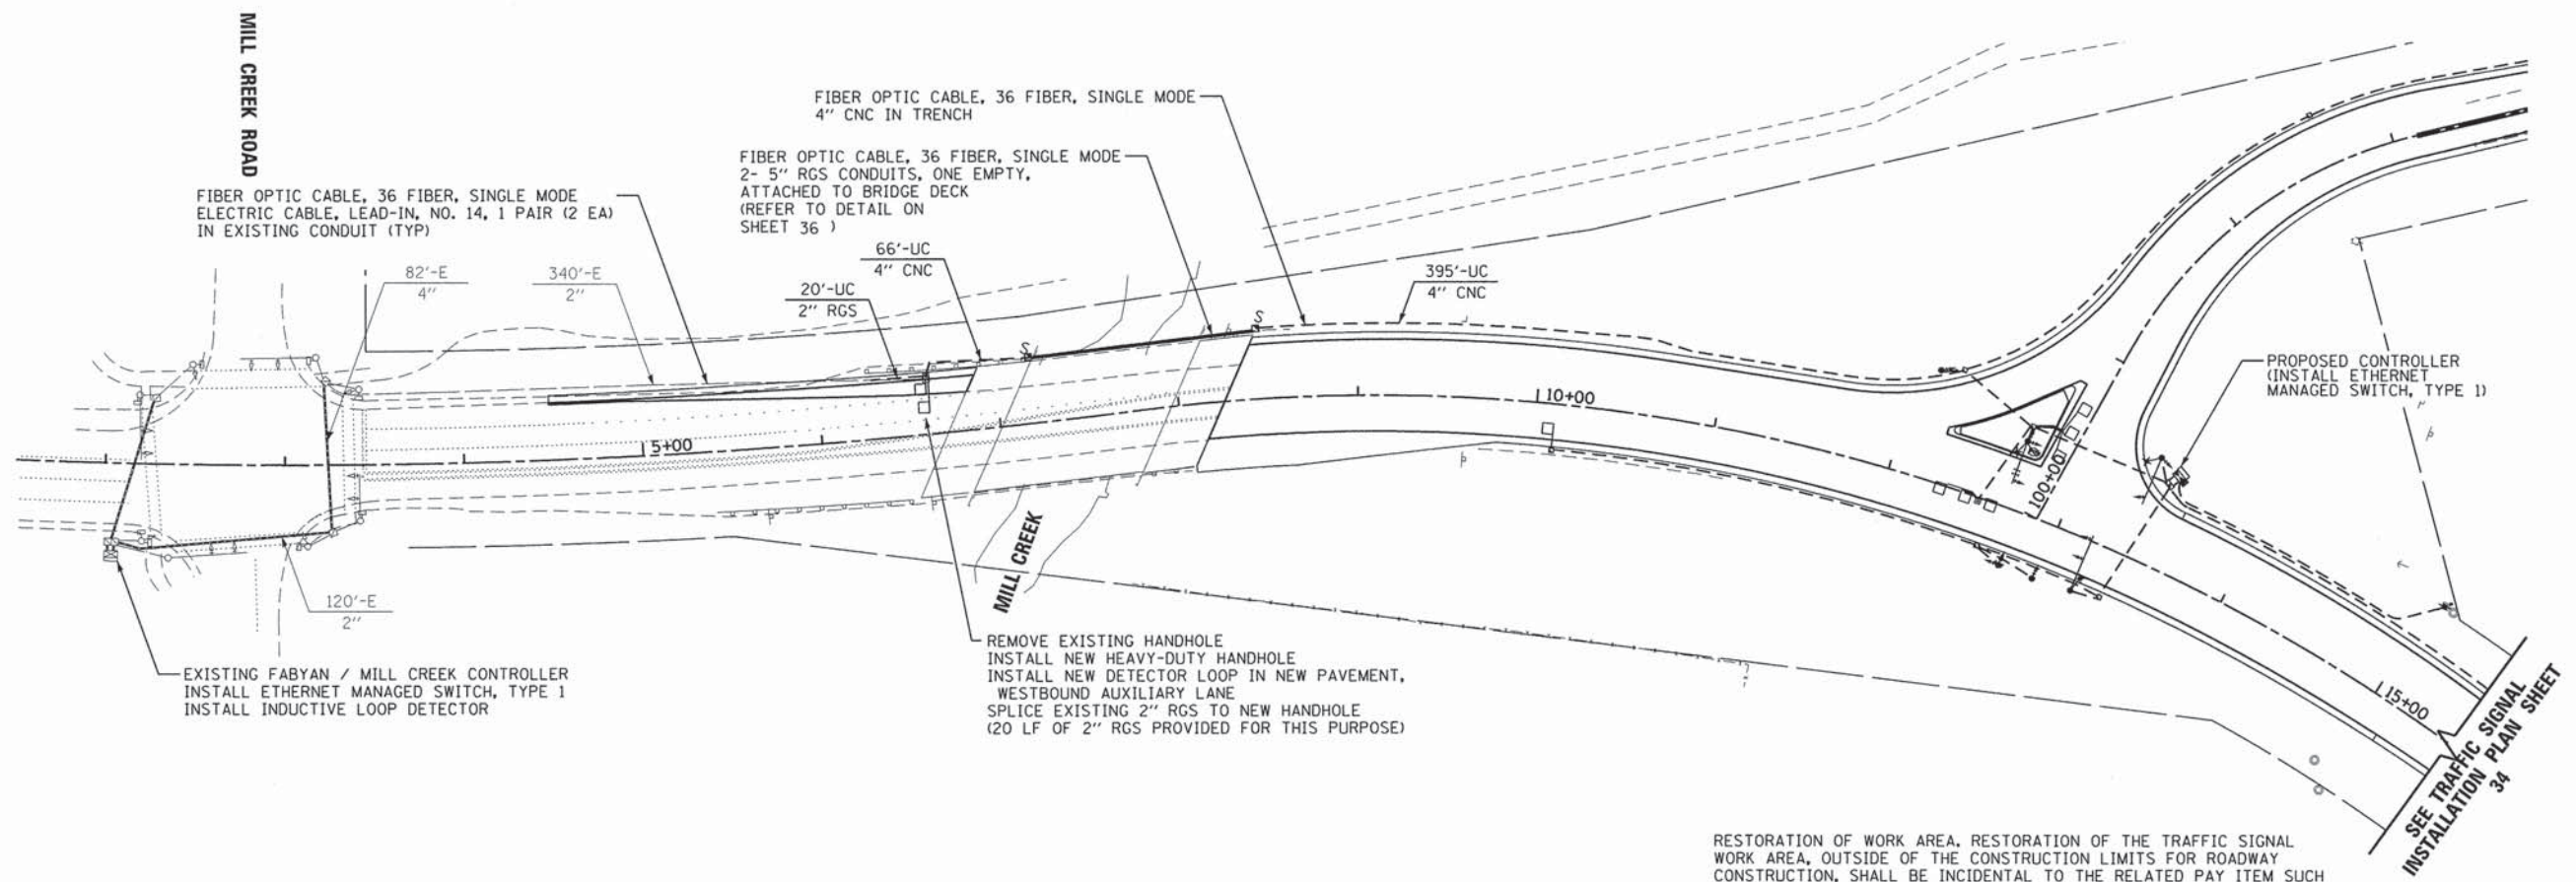 MILL CREEK ROAD
FIBER OPTIC CABLE, 36 FIBER, SINGLE MODE
4" CNC IN TRENCH
FIBER OPTIC CABLE, 36 FIBER, SINGLE MODE
2- 5" RGS CONDUITS, ONE EMPTY,
ATTACHED TO BRIDGE DECK
(REFER TO DETAIL ON
SHEET 36 )
FIBER OPTIC CABLE, 36 FIBER, SINGLE MODE
ELECTRIC CABLE, LEAD-IN, NO. 14, 1 PAIR (2 EA)
IN EXISTING CONDUIT (TYP)
82'-E
4"
340'-E
2"
20'-UC
2" RGS
66'-UC
4" CNC
395'-UC
4" CNC
S
S
PROPOSED CONTROLLER
(INSTALL ETHERNET
MANAGED SWITCH, TYPE 1)
5+00
10+00
100+00
15+00
MILL CREEK
120'-E
2"
EXISTING FABYAN / MILL CREEK CONTROLLER
INSTALL ETHERNET MANAGED SWITCH, TYPE 1
INSTALL INDUCTIVE LOOP DETECTOR
REMOVE EXISTING HANDHOLE
INSTALL NEW HEAVY-DUTY HANDHOLE
INSTALL NEW DETECTOR LOOP IN NEW PAVEMENT,
WESTBOUND AUXILIARY LANE
SPLICE EXISTING 2" RGS TO NEW HANDHOLE
(20 LF OF 2" RGS PROVIDED FOR THIS PURPOSE)
SEE TRAFFIC SIGNAL
INSTALLATION PLAN SHEET
34
RESTORATION OF WORK AREA. RESTORATION OF THE TRAFFIC SIGNAL
WORK AREA, OUTSIDE OF THE CONSTRUCTION LIMITS FOR ROADWAY
CONSTRUCTION, SHALL BE INCIDENTAL TO THE RELATED PAY ITEM SUCH